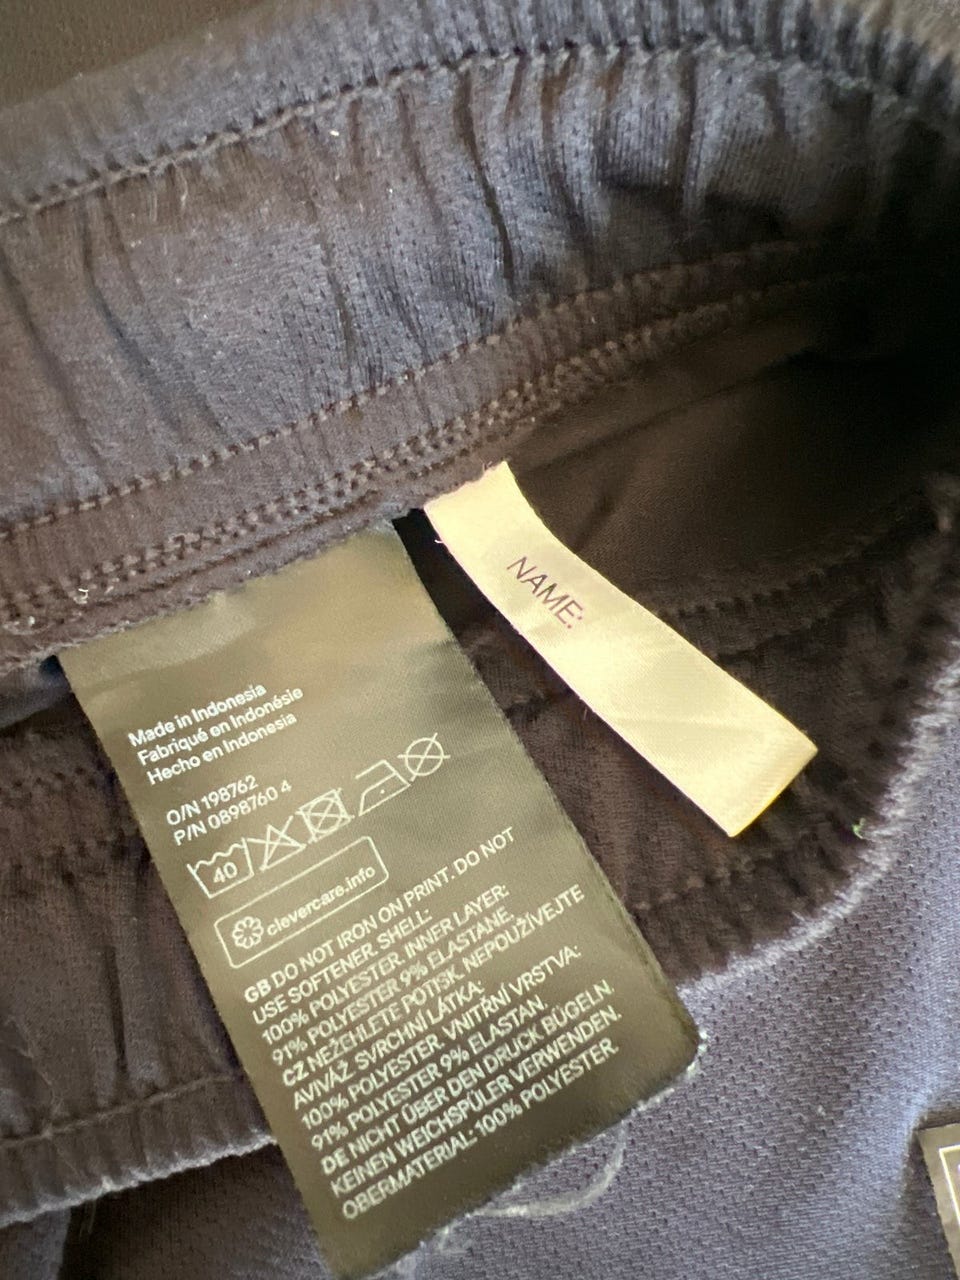 Made in Indonesia
Fabriqué en Indonésie
Hecho en Indonesia
O/N 198762
P/N 0898760 4
40
clevercare.info
GB DO NOT IRON ON PRINT. DO NOT
USE SOFTENER. SHELL:
100% POLYESTER. INNER LAYER:
91% POLYESTER 9% ELASTANE.
CZ NEŽEHLETE POTISK. NEPOUŽÍVEJTE
AVIVÁŽ. SVRCHNÍ LÁTKA:
100% POLYESTER. VNITŘNÍ VRSTVA:
91% POLYESTER 9% ELASTAN.
DE NICHT ÜBER DEN DRUCK BÜGELN.
KEINEN WEICHSPÜLER VERWENDEN.
OBERMATERIAL: 100% POLYESTER.
NAME: